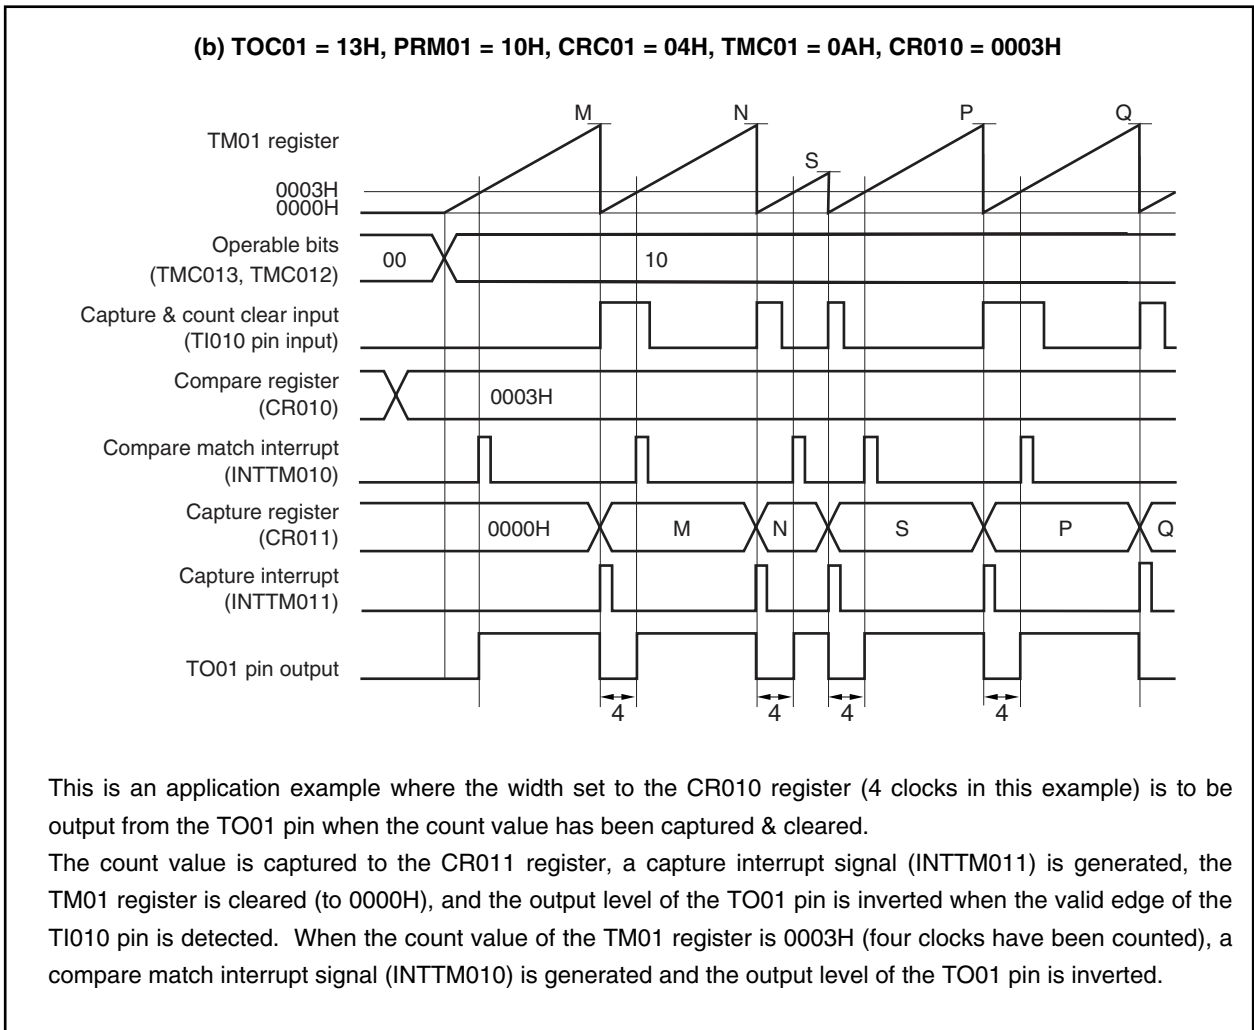 (b) TOC01 = 13H, PRM01 = 10H, CRC01 = 04H, TMC01 = 0AH, CR010 = 0003H
M
N
S
P
Q
TM01 register
0003H
0000H
Operable bits
(TMC013, TMC012)
00
10
Capture & count clear input
(TI010 pin input)
Compare register
(CR010)
0003H
Compare match interrupt
(INTTM010)
Capture register
(CR011)
0000H
M
N
S
P
Q
Capture interrupt
(INTTM011)
TO01 pin output
4
4
4
4
This is an application example where the width set to the CR010 register (4 clocks in this example) is to be
output from the TO01 pin when the count value has been captured & cleared.
The count value is captured to the CR011 register, a capture interrupt signal (INTTM011) is generated, the
TM01 register is cleared (to 0000H), and the output level of the TO01 pin is inverted when the valid edge of the
TI010 pin is detected. When the count value of the TM01 register is 0003H (four clocks have been counted), a
compare match interrupt signal (INTTM010) is generated and the output level of the TO01 pin is inverted.